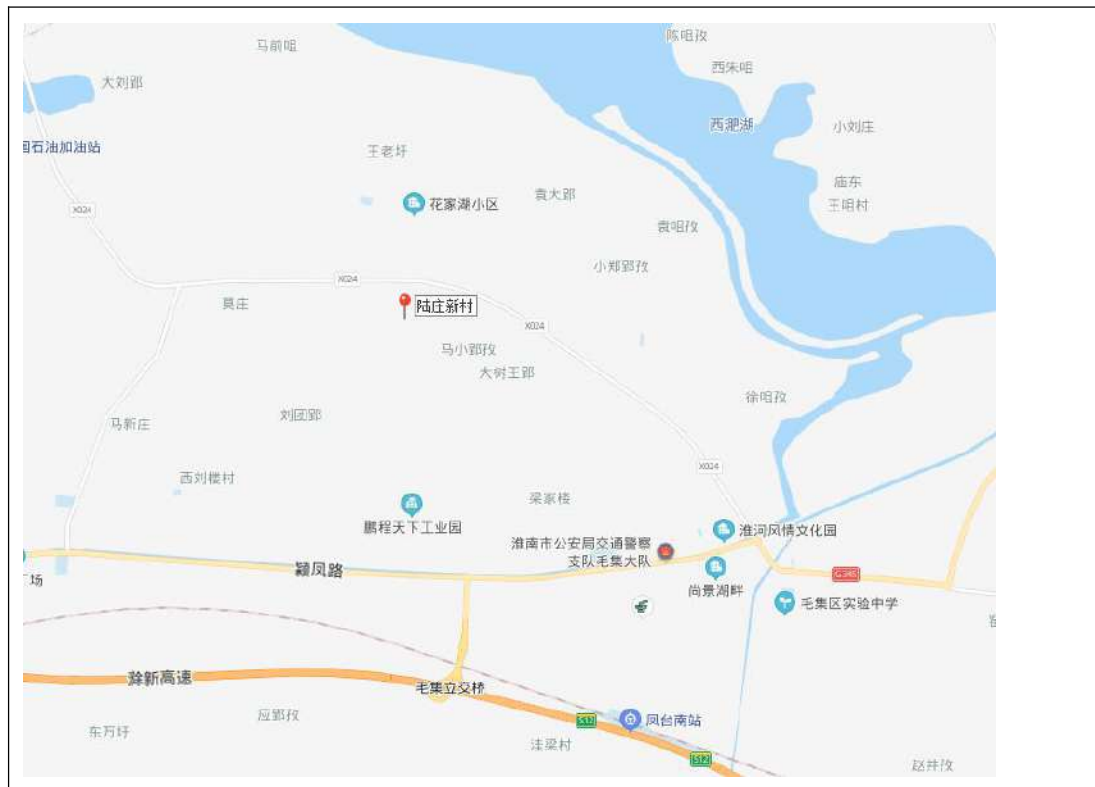 陈咀孜
马前咀
西朱咀
大刘郢
西淝湖
小刘庄
国石油加油站
王老圩
庙东
袁大郢
花家湖小区
王咀村
X024
袁咀孜
小郑郢孜
X024
莫庄
陆庄新村
X024
马小郢孜
大树王郢
徐咀孜
刘团郢
马新庄
X024
西刘楼村
梁家楼
鹏程天下工业园
淮河风情文化园
淮南市公安局交通警察
支队毛集大队
颍凤路
广场
G345
尚景湖畔
毛集区实验中学
滁新高速
毛集立交桥
应郢孜
S12
凤台南站
东万圩
洼梁村
S12
赵井孜